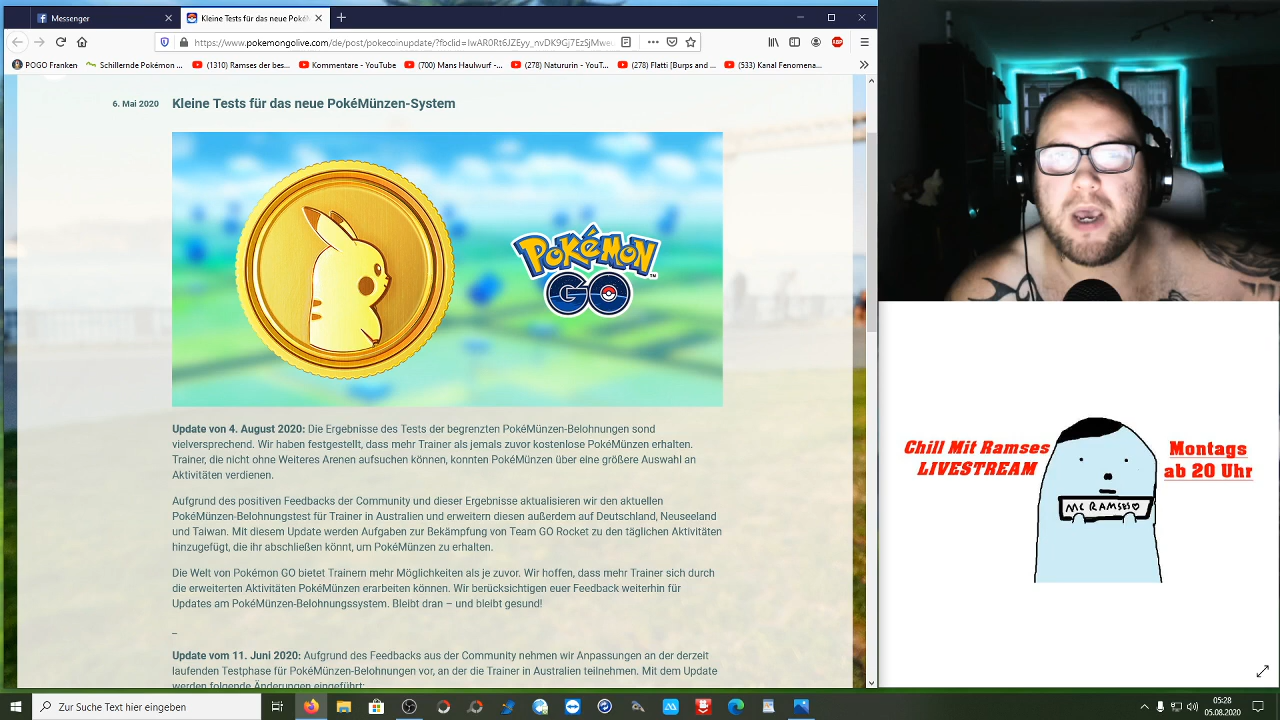 Messenger
Kleine Tests für das neue PokéM
https://www.pokemongolive.com/de/post/pokecoinupdate/?fbclid=IwAR0Rt6JZEyy_nvDK9Gj7EzSjMwe
ABP
POGO Franken
Schillernde Pokémon ...
(1310) Ramses der bes...
Kommentare - YouTube
(700) Mans Haulwurf -...
(278) Natururin - YouT...
(278) Flatti [Burps and ...
(533) Kanal Fenomena...
6. Mai 2020
Kleine Tests für das neue PokéMünzen-System
POKÉMON
GO
TM
Update von 4. August 2020: Die Ergebnisse des Tests der begrenzten PokéMünzen-Belohnungen sond
vielversprechend. Wir haben festgestellt, dass mehr Trainer als jemals zuvor kostenlose PokéMünzen erhalten.
Trainer, die nicht ohne Weiteres Arenen aufsuchen können, konnten PokéMünzen über eine größere Auswahl an
Aktivitäten verdienen.
Aufgrund des positiven Feedbacks der Community und dieser Ergebnisse aktualisieren wir den aktuellen
PokéMünzen-Belohnungstest für Trainer in Australien und erweitern diesen außerdem auf Deutschland, Neuseeland
und Taiwan. Mit diesem Update werden Aufgaben zur Bekämpfung von Team GO Rocket zu den täglichen Aktivitäten
hinzugefügt, die ihr abschließen könnt, um PokéMünzen zu erhalten.
Die Welt von Pokémon GO bietet Trainern mehr Möglichkeiten als je zuvor. Wir hoffen, dass mehr Trainer sich durch
die erweiterten Aktivitäten PokéMünzen erarbeiten können. Wir berücksichtigen euer Feedback weiterhin für
Updates am PokéMünzen-Belohnungssystem. Bleibt dran – und bleibt gesund!
_
Update vom 11. Juni 2020: Aufgrund des Feedbacks aus der Community nehmen wir Anpassungen an der derzeit
laufenden Testphase für PokéMünzen-Belohnungen vor, an der die Trainer in Australien teilnehmen. Mit dem Update
werden folgende Änderungen eingeführt:
Chill Mit Ramses
LIVESTREAM
Montags
ab 20 Uhr
MC RAMSES
Zur Suche Text hier eingeben
05:28
05.08.2020